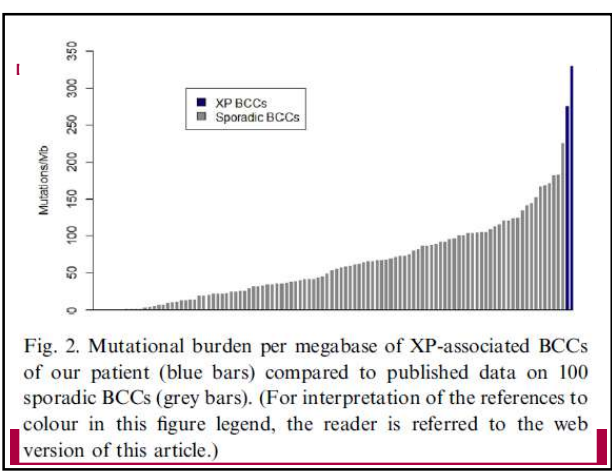 350
300
250
200
150
100
50
0
Mutations/Mb
XP BCCs
Sporadic BCCs
Fig. 2. Mutational burden per megabase of XP-associated BCCs
of our patient (blue bars) compared to published data on 100
sporadic BCCs (grey bars). (For interpretation of the references to
colour in this figure legend, the reader is referred to the web
version of this article.)